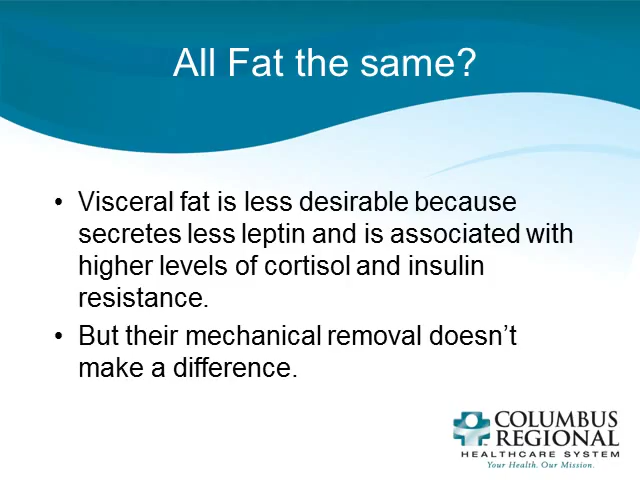 All Fat the same?
• Visceral fat is less desirable because
secretes less leptin and is associated with
higher levels of cortisol and insulin
resistance.
• But their mechanical removal doesn’t
make a difference.
COLUMBUS
REGIONAL
HEALTHCARE SYSTEM
Your Health. Our Mission.